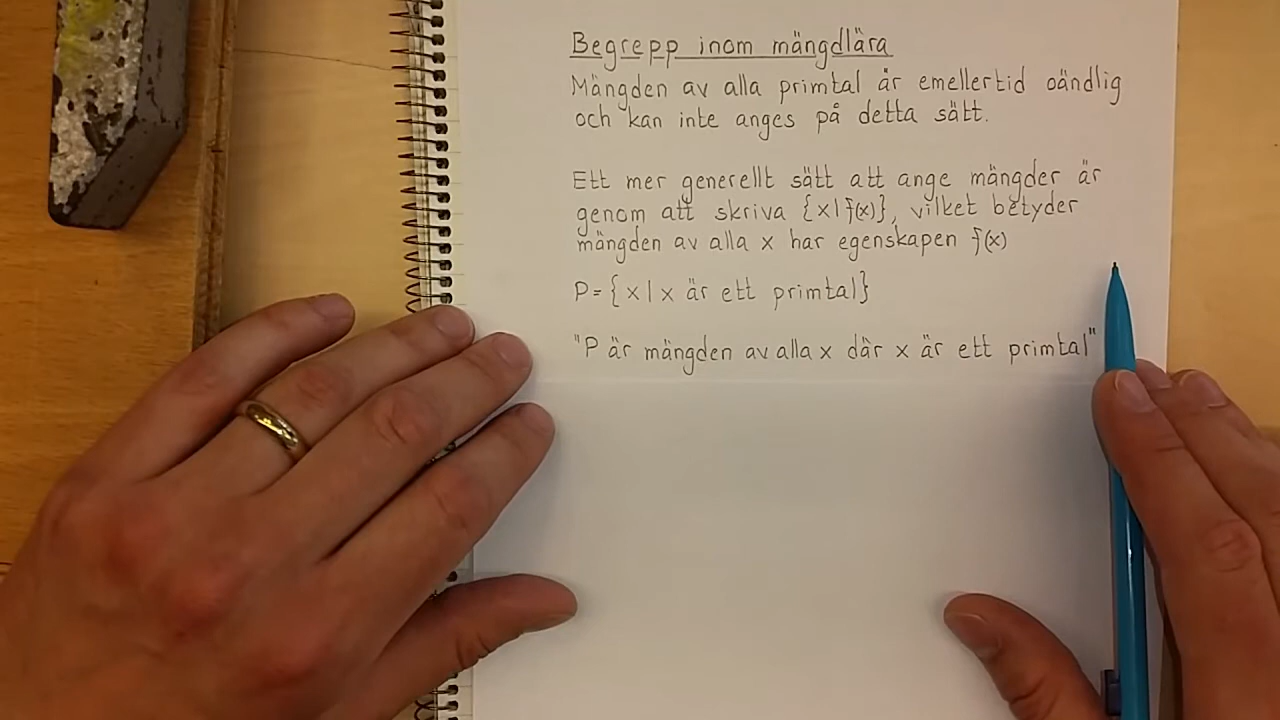 Begrepp inom mängdlära
Mängden av alla primtal är emellertid oändlig
och kan inte anges på detta sätt.
Ett mer generellt sätt att ange mängder är
genom att skriva {x|f(x)}, vilket betyder
mängden av alla x har egenskapen f(x)
P={x|x är ett primtal}
"P är mängden av alla x där x är ett primtal"